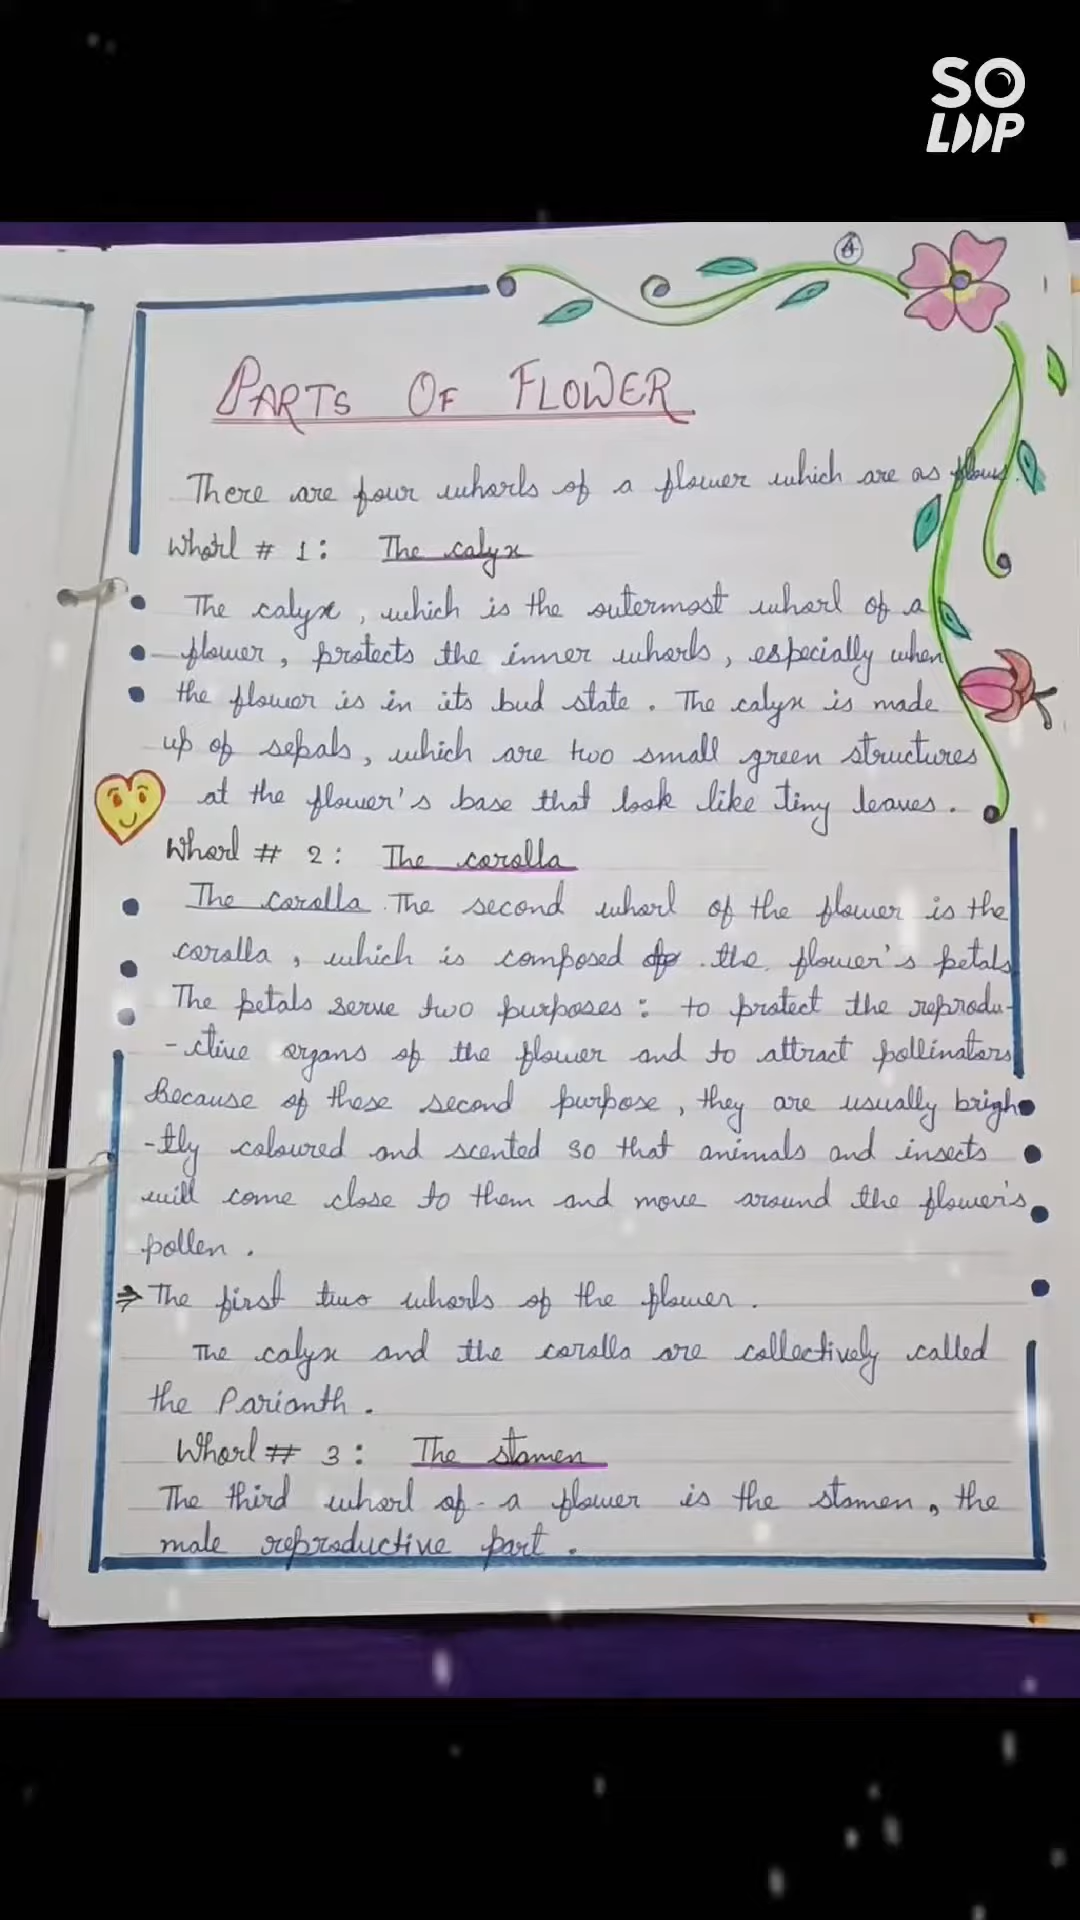 SO
LOOP
4
PARTS OF FLOWER
There are four whorls of a flower which are as flows.
Whorl # 1: The calyx
The calyx, which is the outermost whorl of a
flower, protects the inner whorls, especially when
the flower is in its bud state. The calyx is made
up of sepals, which are two small green structures
at the flower's base that look like tiny leaves.
Whorl # 2: The corolla
The corolla. The second whorl of the flower is the
corolla, which is composed of the flower's petals
The petals serve two purposes: to protect the reprodu-
-ctive organs of the flower and to attract pollinators
Because of these second purpose, they are usually brigh
-tly coloured and scented so that animals and insects
will come close to them and move around the flower's
pollen.
⇒ The first two whorls of the flower.
The calyx and the corolla are collectively called
the Parianth.
Whorl # 3: The stamen
The third whorl of a flower is the stamen, the
male reproductive part.